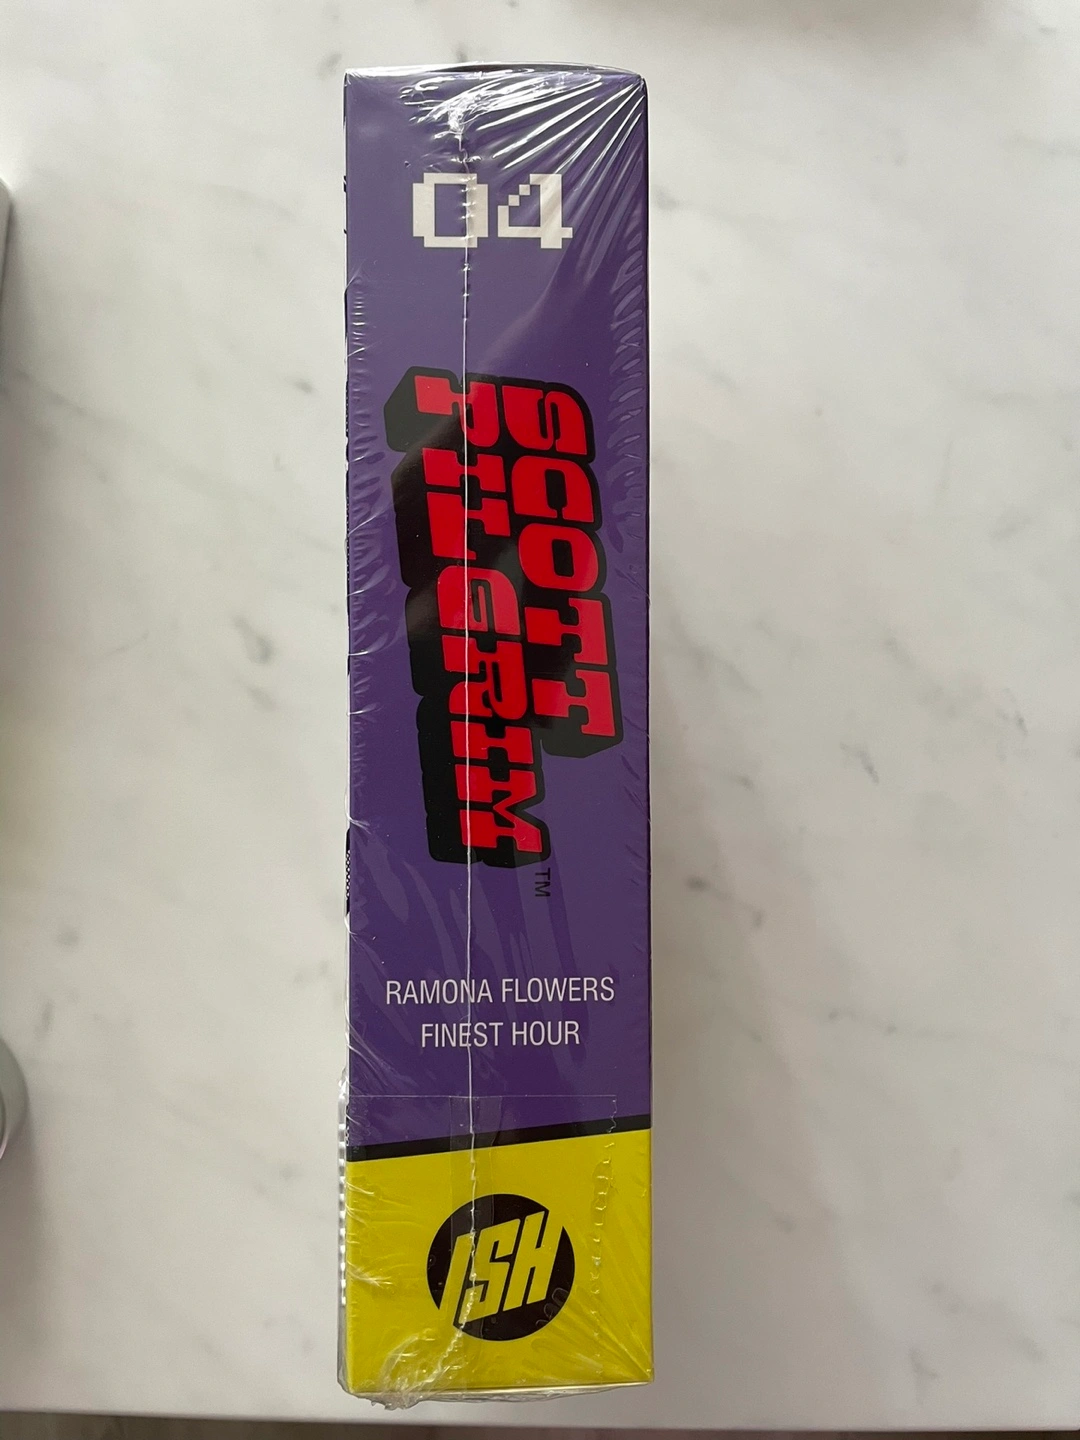 04
SCOTT
PILGRIM
TM
RAMONA FLOWERS
FINEST HOUR
ISH